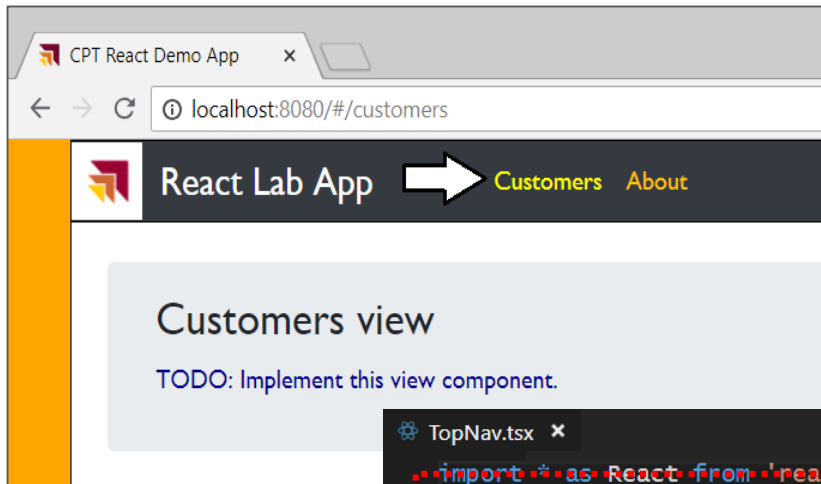 CPT React Demo App
localhost:8080/#/customers
React Lab App Customers About
Customers view
TODO: Implement this view component.
TopNav.tsx
import * as React from 'rea